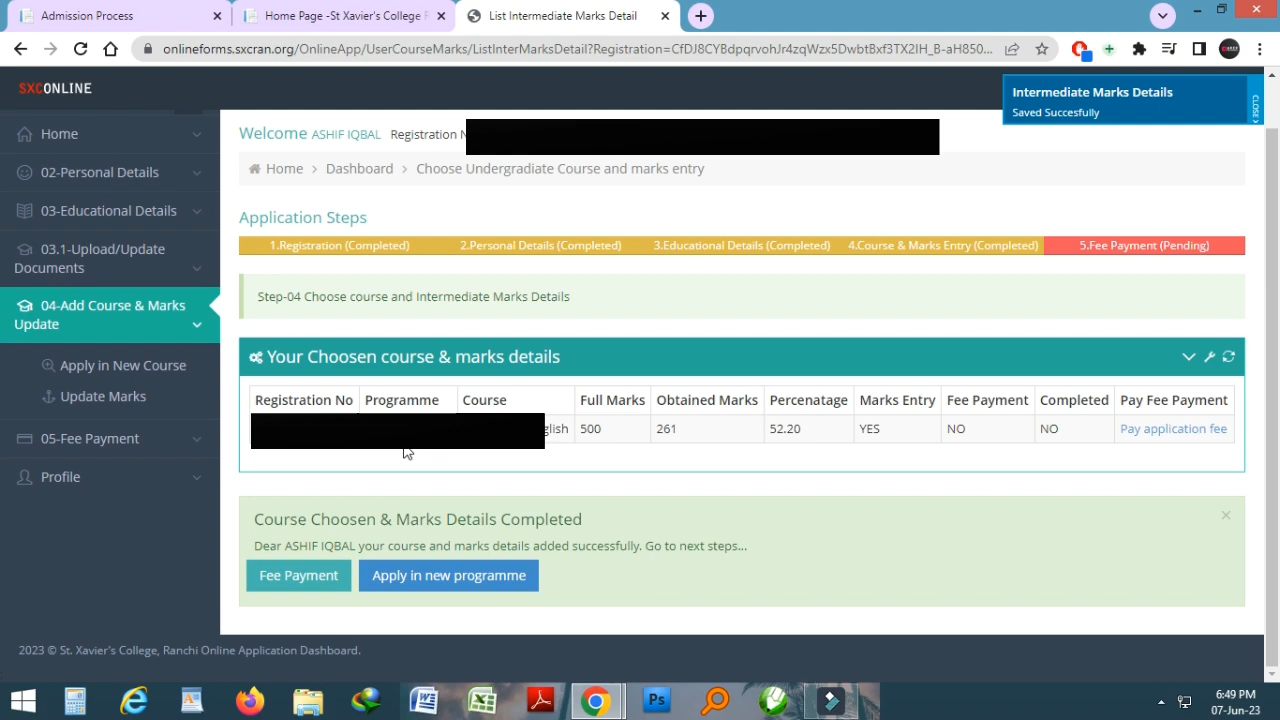 Admission Process
Home Page -St Xavier's College R
List Intermediate Marks Detail
onlineforms.sxcran.org/OnlineApp/UserCourseMarks/ListInterMarksDetail?Registration=CfDJ8CYBdpqrvohJr4zqWzx5DwbtBxf3TX2IH_B-aH850...
SXCONLINE
Intermediate Marks Details
Saved Succesfully
CLOSE
Home
02-Personal Details
03-Educational Details
03.1-Upload/Update
Documents
04-Add Course & Marks
Update
Apply in New Course
Update Marks
05-Fee Payment
Profile
Welcome ASHIF IQBAL Registration N
Home > Dashboard > Choose Undergradiate Course and marks entry
Application Steps
1.Registration (Completed) 2.Personal Details (Completed) 3.Educational Details (Completed) 4.Course & Marks Entry (Completed) 5.Fee Payment (Pending)
Step-04 Choose course and Intermediate Marks Details
Your Choosen course & marks details
Registration No Programme Course Full Marks Obtained Marks Percenatage Marks Entry Fee Payment Completed Pay Fee Payment
glish 500 261 52.20 YES NO NO Pay application fee
Course Choosen & Marks Details Completed
Dear ASHIF IQBAL your course and marks details added successfully. Go to next steps...
Fee Payment Apply in new programme
2023 © St. Xavier's College, Ranchi Online Application Dashboard.
Ps
6:49 PM
07-Jun-23